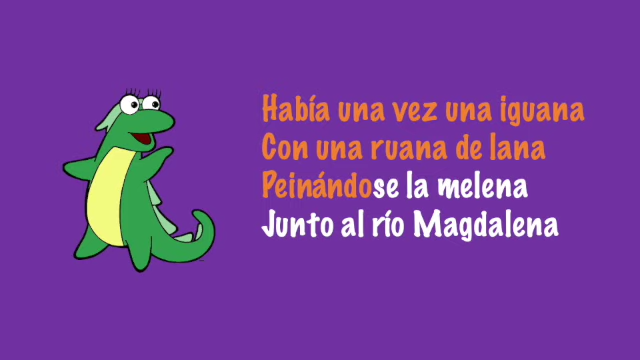 Había una vez una iguana
Con una ruana de lana
Peinándose la melena
Junto al río Magdalena